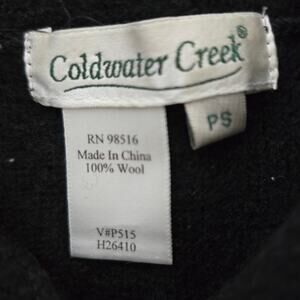 Coldwater Creek®
PS
RN 98516
Made In China
100% Wool
V#P515
H26410